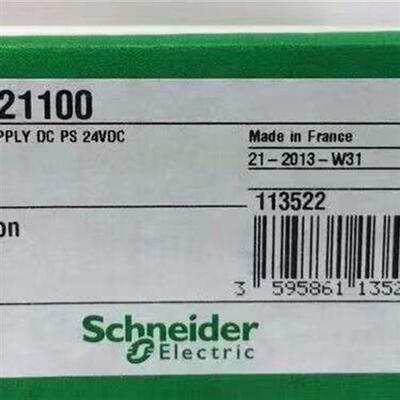 21100
PPLY DC PS 24VDC
Made in France
21-2013-W31
113522
on
3 595861 1352
Schneider
Electric